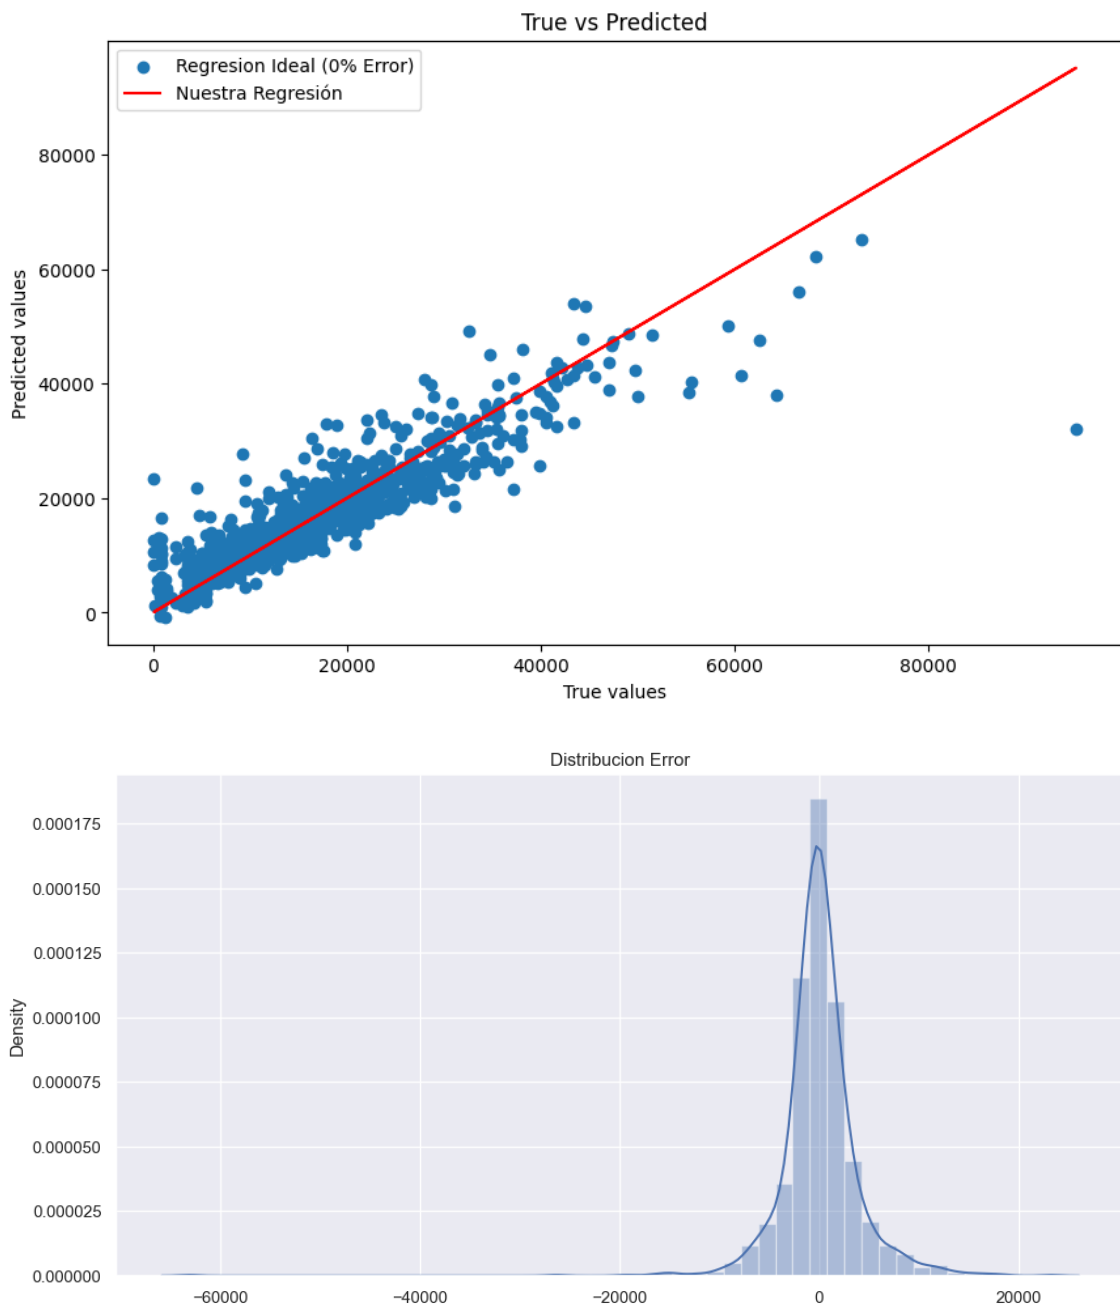 True vs Predicted
Regresion Ideal (0% Error)
Nuestra Regresión
80000
60000
40000
20000
0
Predicted values
0 20000 40000 60000 80000
True values
Distribucion Error
0.000175
0.000150
0.000125
0.000100
0.000075
0.000050
0.000025
0.000000
Density
−60000 −40000 −20000 0 20000